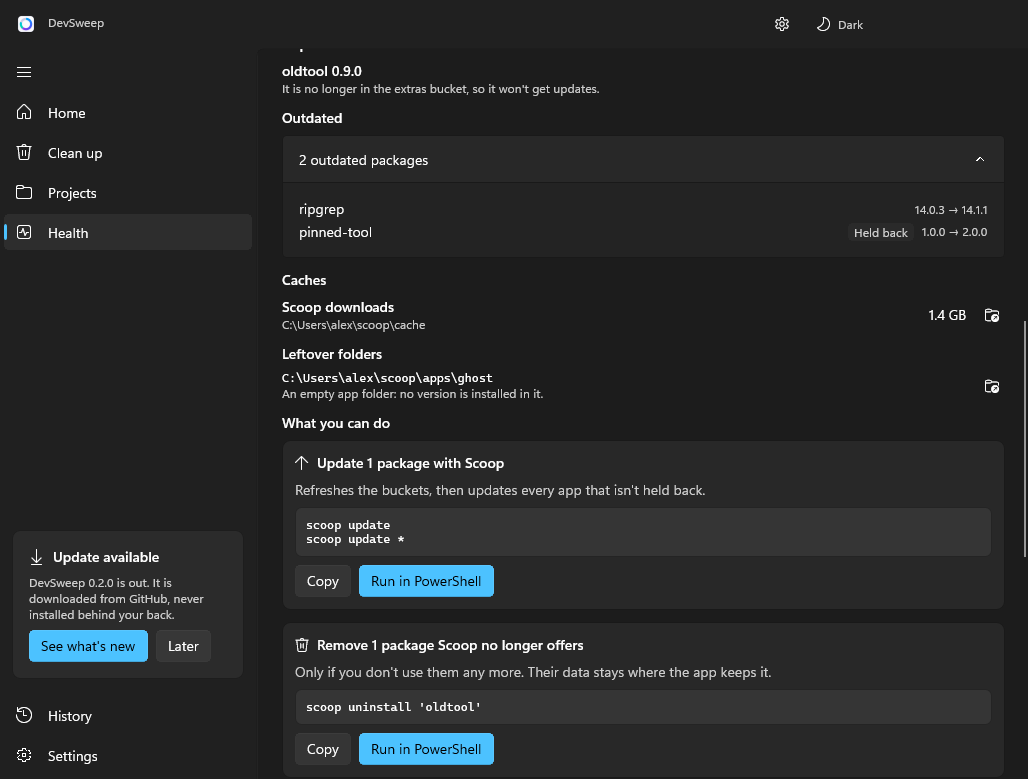 DevSweep
Dark
Home
Clean up
Projects
Health
Update available
DevSweep 0.2.0 is out. It is
downloaded from GitHub, never
installed behind your back.
See what's new
Later
History
Settings
oldtool 0.9.0
It is no longer in the extras bucket, so it won't get updates.
Outdated
2 outdated packages
ripgrep 14.0.3 → 14.1.1
pinned-tool Held back 1.0.0 → 2.0.0
Caches
Scoop downloads
C:\Users\alex\scoop\cache
1.4 GB
Leftover folders
C:\Users\alex\scoop\apps\ghost
An empty app folder: no version is installed in it.
What you can do
Update 1 package with Scoop
Refreshes the buckets, then updates every app that isn't held back.
scoop update
scoop update *
Copy
Run in PowerShell
Remove 1 package Scoop no longer offers
Only if you don't use them any more. Their data stays where the app keeps it.
scoop uninstall 'oldtool'
Copy
Run in PowerShell